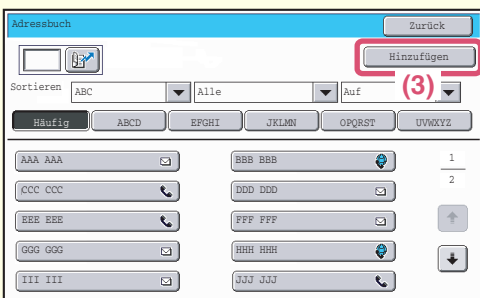 Adressbuch Zurück
Hinzufügen
Sortieren ABC Alle Auf (3)
Häufig ABCD EFGHI JKLMN OPQRST UVWXYZ
AAA AAA BBB BBB 1
CCC CCC DDD DDD 2
EEE EEE FFF FFF
GGG GGG HHH HHH
III III JJJ JJJ